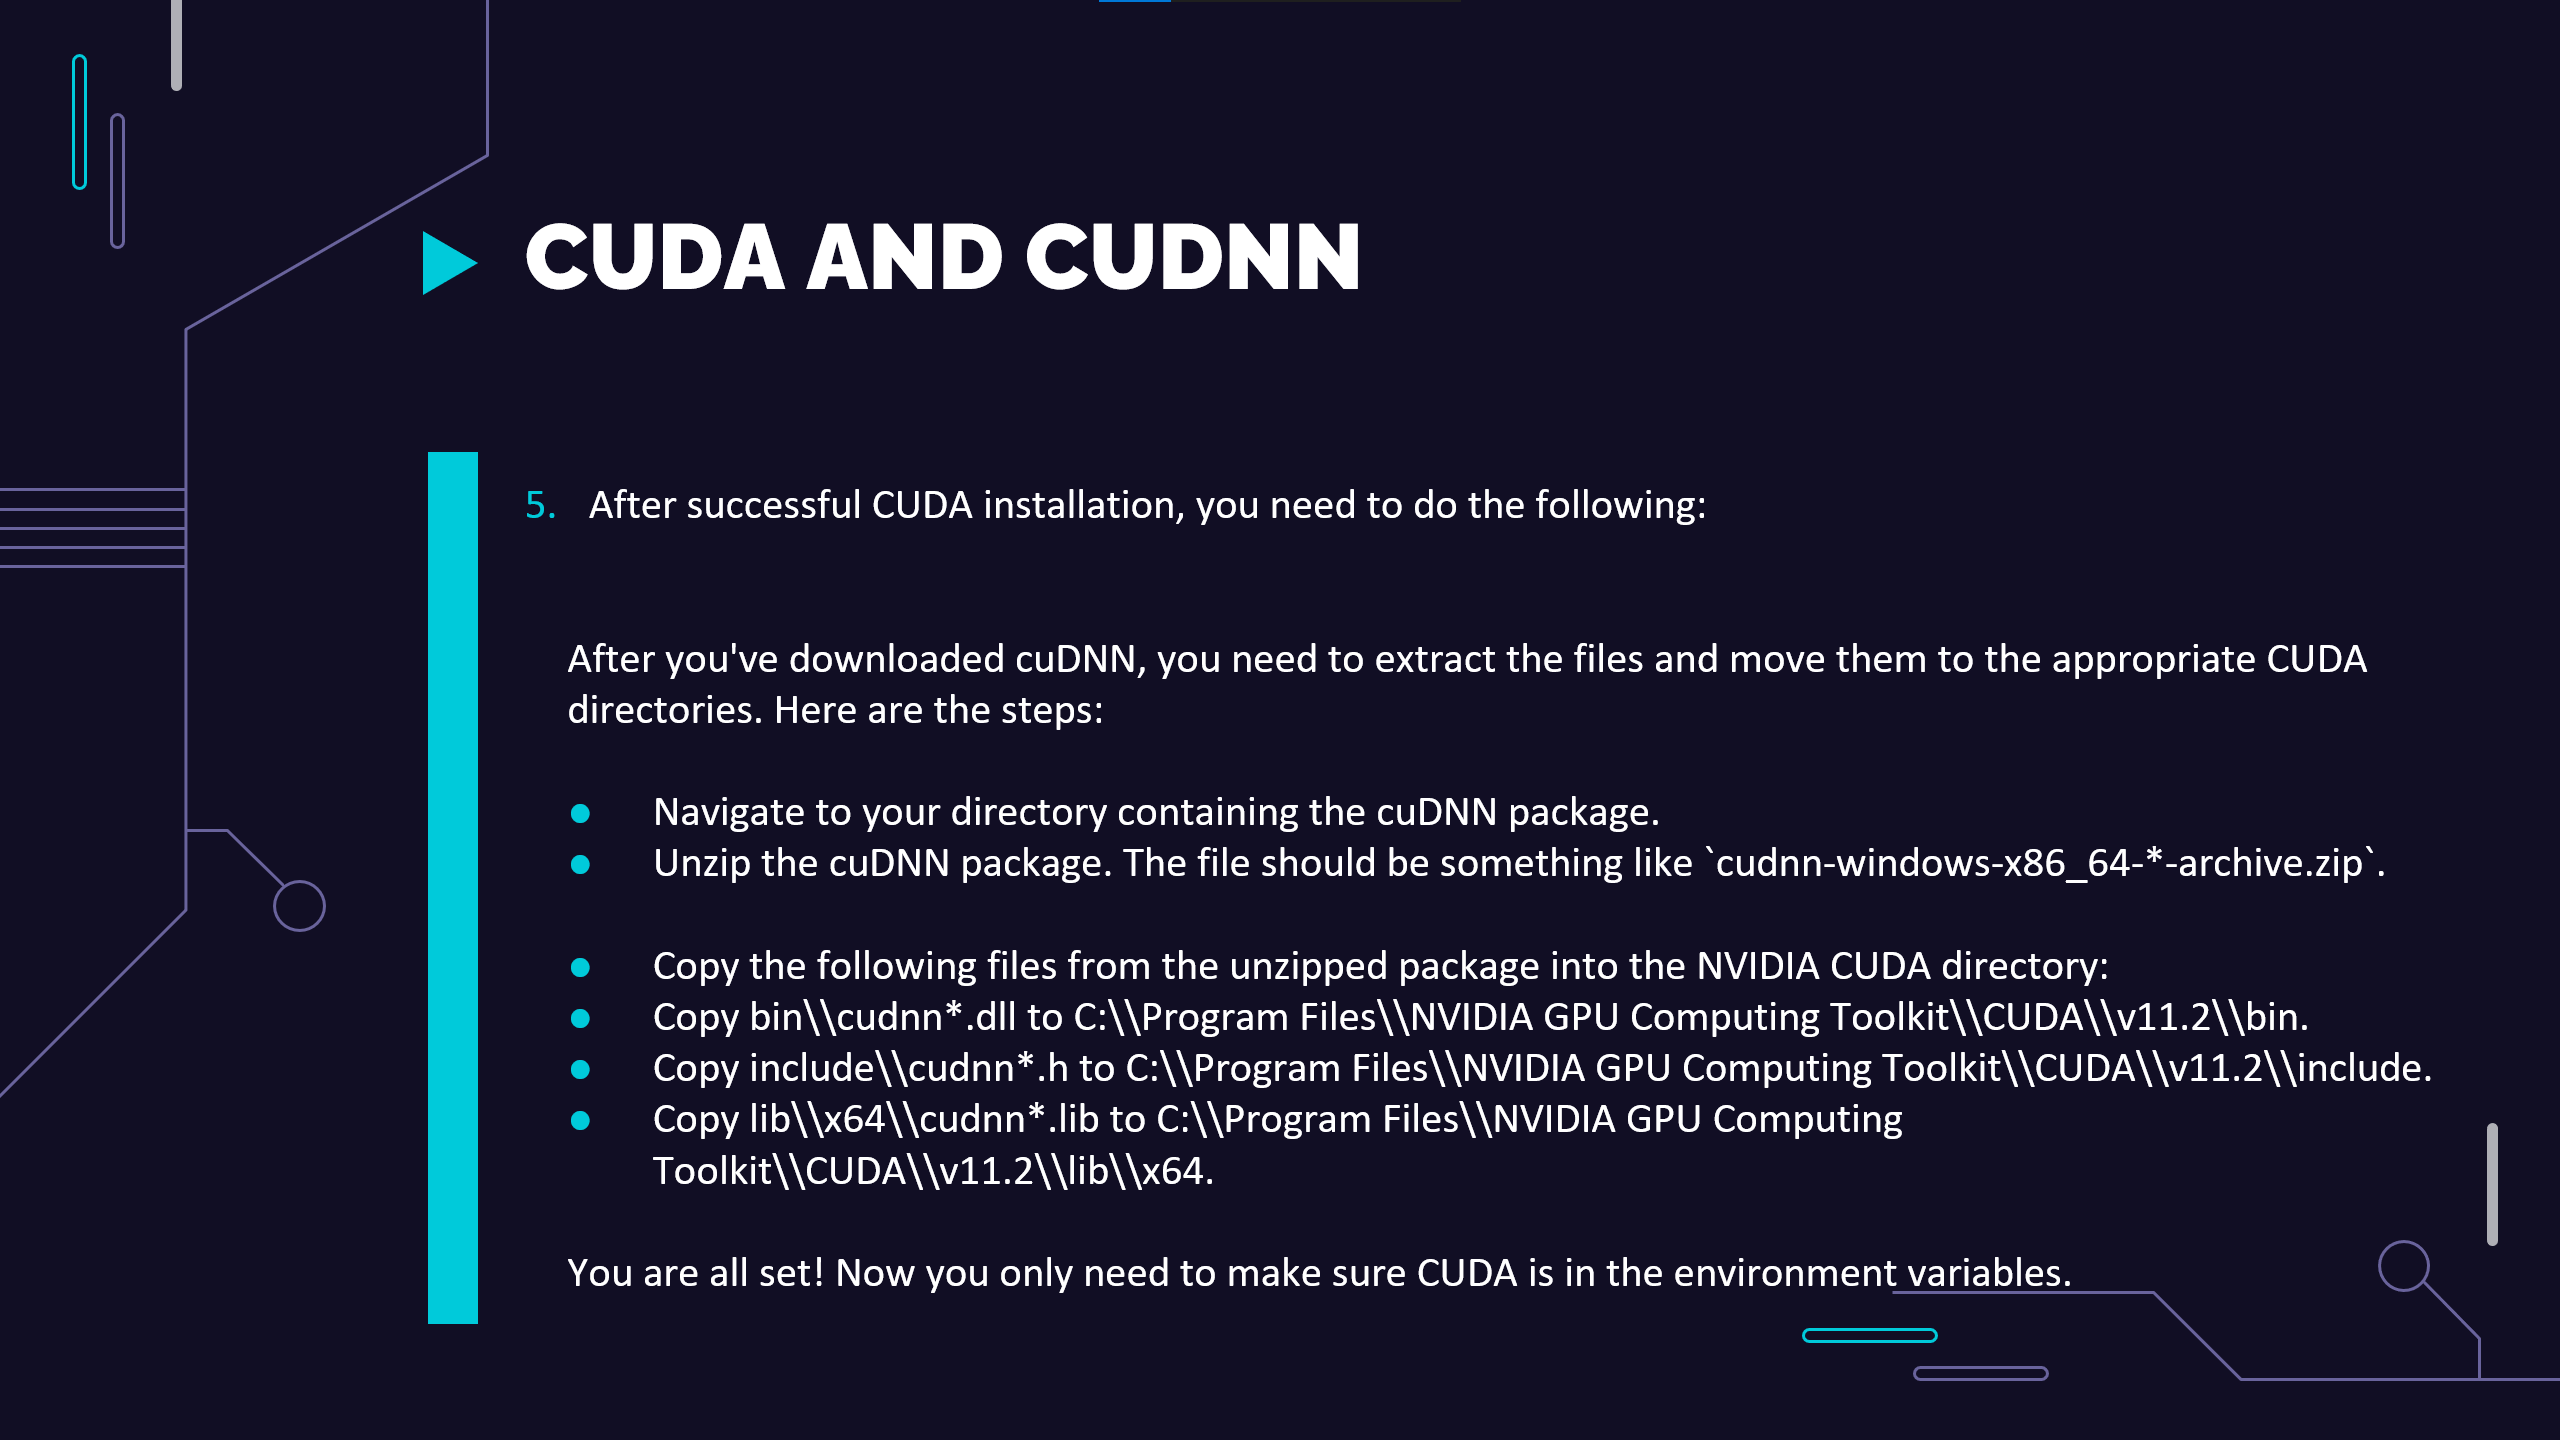 CUDA AND CUDNN
5. After successful CUDA installation, you need to do the following:
After you've downloaded cuDNN, you need to extract the files and move them to the appropriate CUDA
directories. Here are the steps:
● Navigate to your directory containing the cuDNN package.
● Unzip the cuDNN package. The file should be something like `cudnn-windows-x86_64-*-archive.zip`.
● Copy the following files from the unzipped package into the NVIDIA CUDA directory:
● Copy bin\\cudnn*.dll to C:\\Program Files\\NVIDIA GPU Computing Toolkit\\CUDA\\v11.2\\bin.
● Copy include\\cudnn*.h to C:\\Program Files\\NVIDIA GPU Computing Toolkit\\CUDA\\v11.2\\include.
● Copy lib\\x64\\cudnn*.lib to C:\\Program Files\\NVIDIA GPU Computing
Toolkit\\CUDA\\v11.2\\lib\\x64.
You are all set! Now you only need to make sure CUDA is in the environment variables.